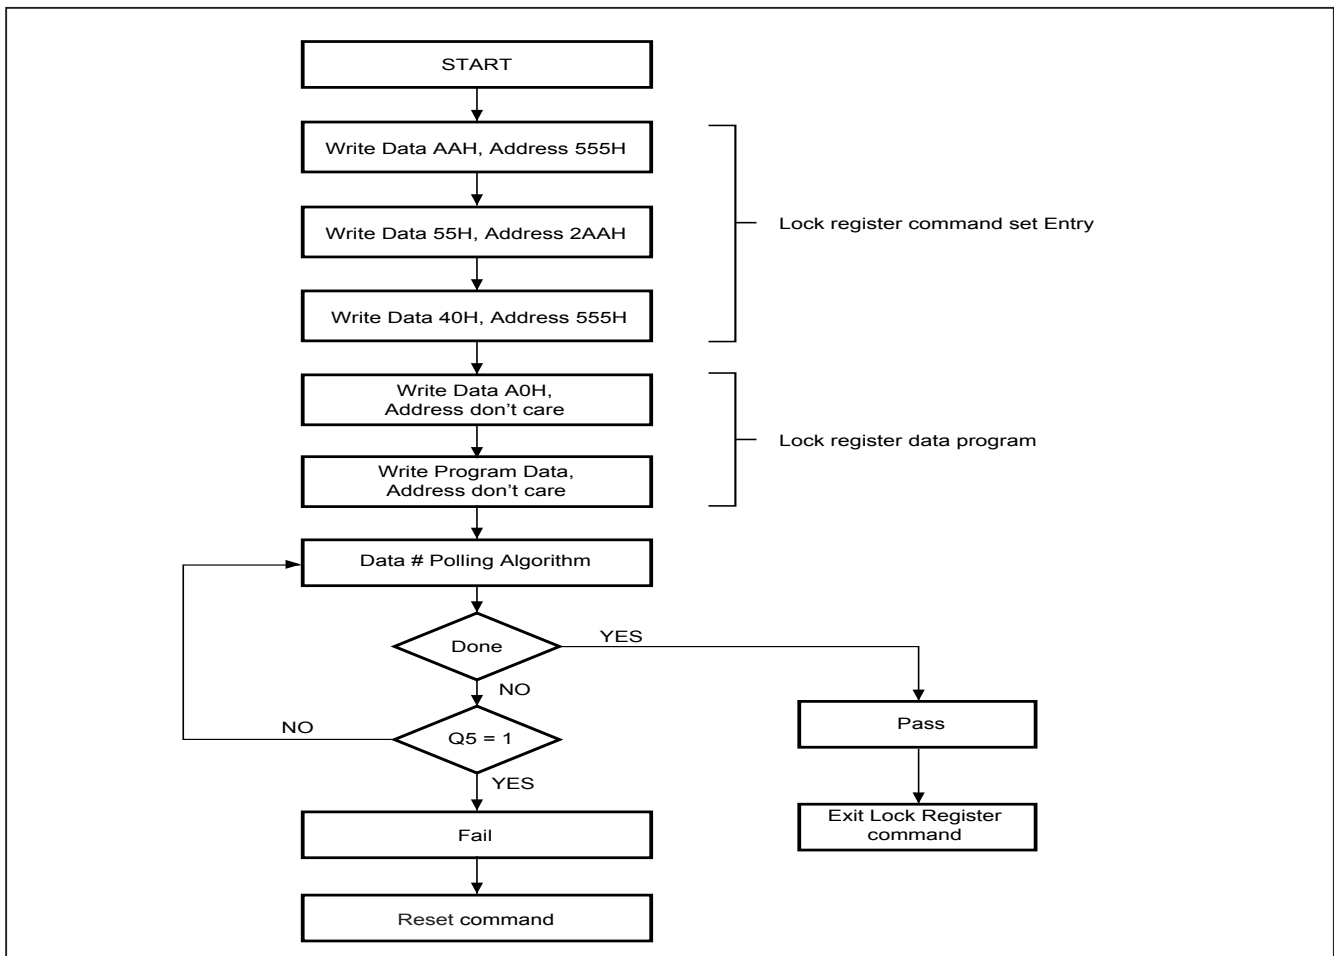 START
Write Data AAH, Address 555H
Write Data 55H, Address 2AAH
Lock register command set Entry
Write Data 40H, Address 555H
Write Data A0H,
Address don't care
Lock register data program
Write Program Data,
Address don't care
Data # Polling Algorithm
Done
YES
NO
NO
Q5 = 1
YES
Pass
Fail
Exit Lock Register
command
Reset command